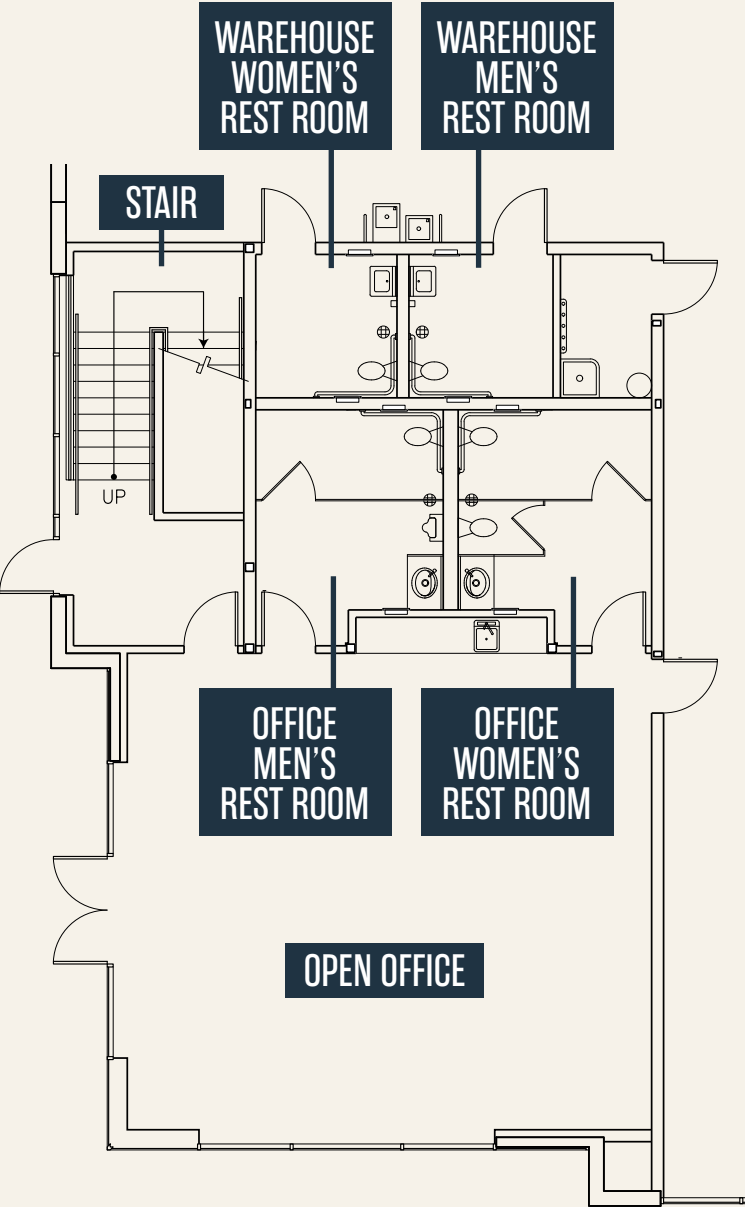 WAREHOUSE
WOMEN’S
REST ROOM
WAREHOUSE
MEN’S
REST ROOM
STAIR
UP
OFFICE
MEN’S
REST ROOM
OFFICE
WOMEN’S
REST ROOM
OPEN OFFICE